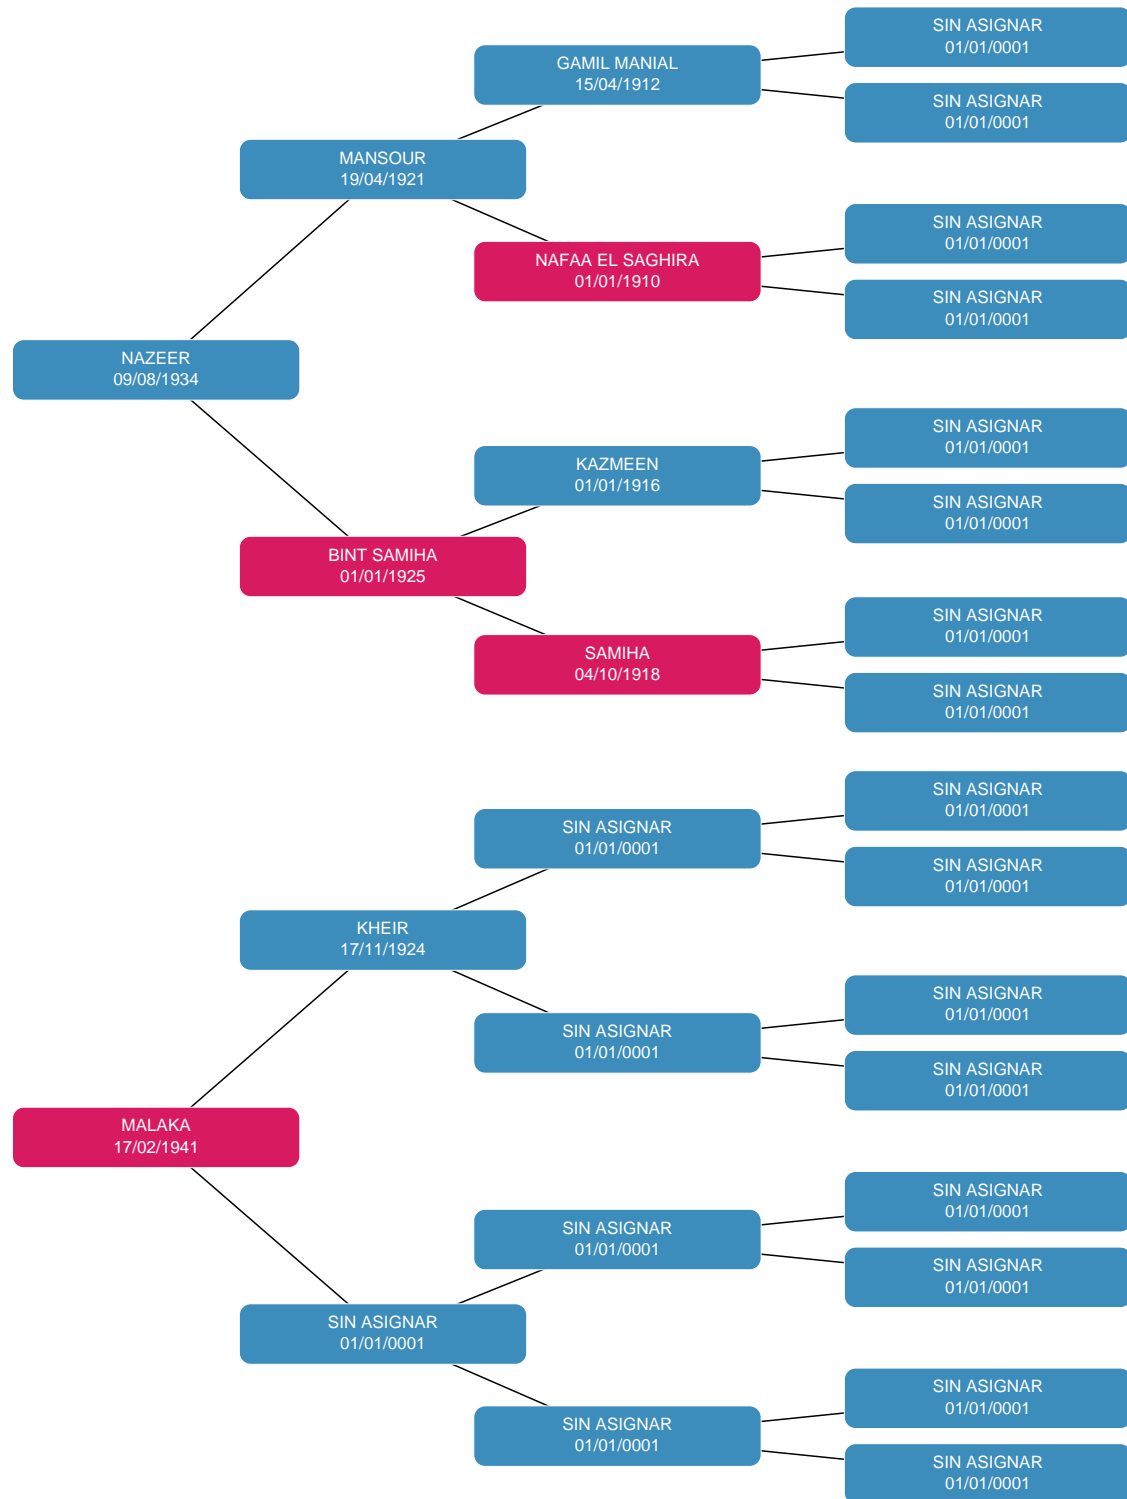 SIN ASIGNAR
01/01/0001
GAMIL MANIAL
15/04/1912
SIN ASIGNAR
01/01/0001
MANSOUR
19/04/1921
SIN ASIGNAR
01/01/0001
NAFAA EL SAGHIRA
01/01/1910
SIN ASIGNAR
01/01/0001
NAZEER
09/08/1934
SIN ASIGNAR
01/01/0001
KAZMEEN
01/01/1916
SIN ASIGNAR
01/01/0001
BINT SAMIHA
01/01/1925
SIN ASIGNAR
01/01/0001
SAMIHA
04/10/1918
SIN ASIGNAR
01/01/0001
SIN ASIGNAR
01/01/0001
SIN ASIGNAR
01/01/0001
SIN ASIGNAR
01/01/0001
KHEIR
17/11/1924
SIN ASIGNAR
01/01/0001
SIN ASIGNAR
01/01/0001
SIN ASIGNAR
01/01/0001
MALAKA
17/02/1941
SIN ASIGNAR
01/01/0001
SIN ASIGNAR
01/01/0001
SIN ASIGNAR
01/01/0001
SIN ASIGNAR
01/01/0001
SIN ASIGNAR
01/01/0001
SIN ASIGNAR
01/01/0001
SIN ASIGNAR
01/01/0001